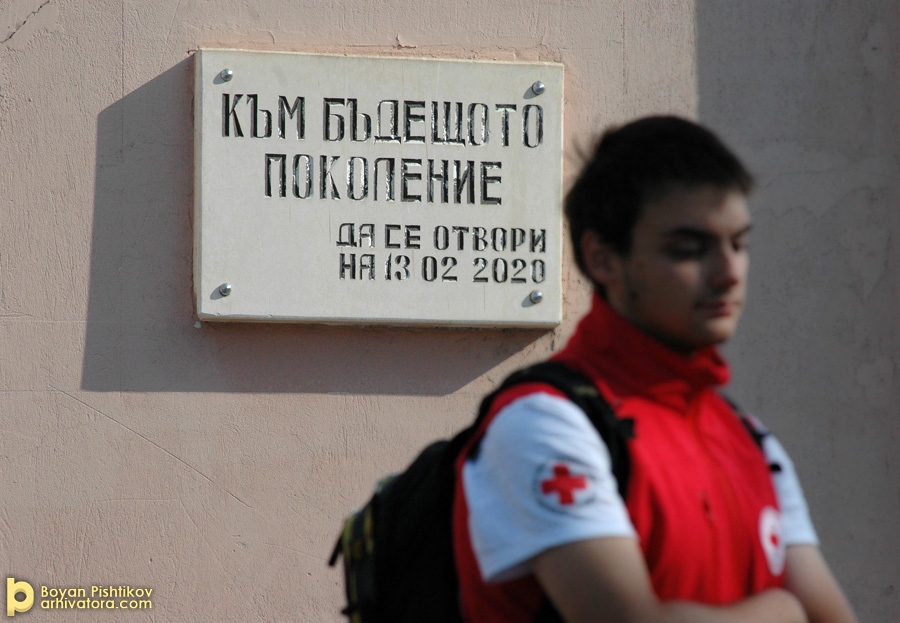 КЪМ БЪДЕЩОТО
ПОКОЛЕНИЕ
ДА СЕ ОТВОРИ
НА 13 02 2020
Boyan Pishtikov
arhivatora.com